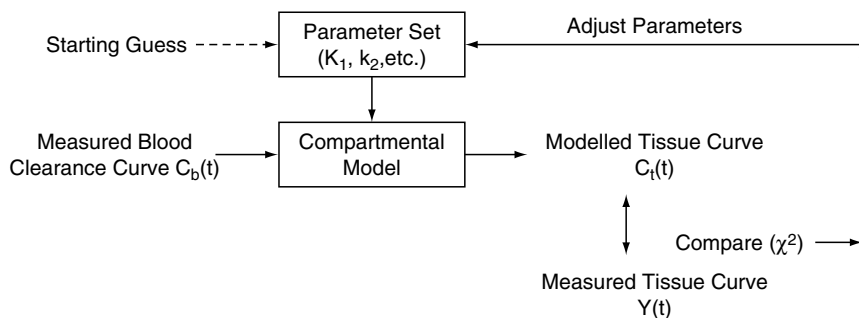 Starting Guess
Parameter Set
(K₁, k₂,etc.)
Adjust Parameters
Measured Blood
Clearance Curve C_b(t)
Compartmental
Model
Modelled Tissue Curve
Cₜ(t)
Compare (χ²)
Measured Tissue Curve
Y(t)